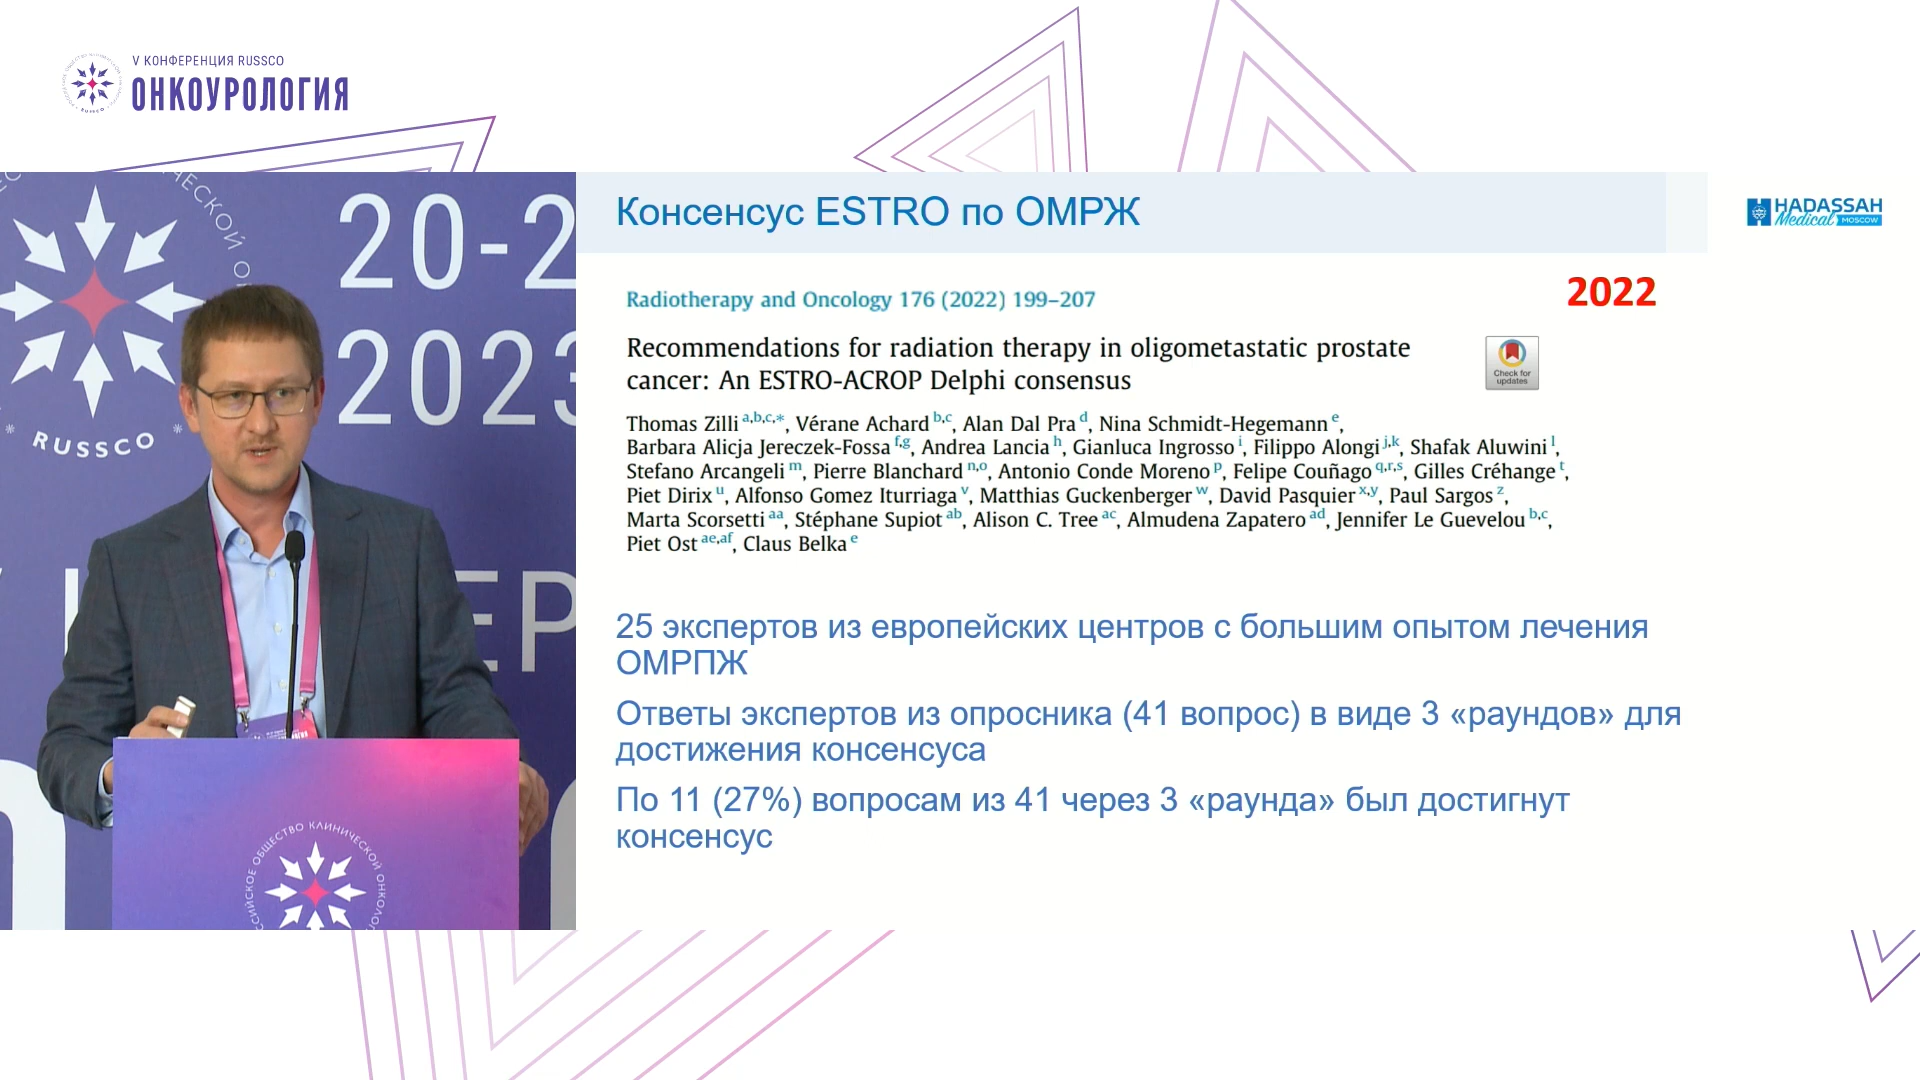 V КОНФЕРЕНЦИЯ RUSSCO
ОНКОУРОЛОГИЯ
20-2
2023
RUSSCO
Консенсус ESTRO по ОМРЖ
HADASSAH
Medical MOSCOW
2022
Radiotherapy and Oncology 176 (2022) 199–207
Recommendations for radiation therapy in oligometastatic prostate
cancer: An ESTRO-ACROP Delphi consensus
Check for
updates
Thomas Zilli a,b,c,*, Vérane Achard b,c, Alan Dal Pra d, Nina Schmidt-Hegemann e,
Barbara Alicja Jereczek-Fossa f,g, Andrea Lancia h, Gianluca Ingrosso i, Filippo Alongi j,k, Shafak Aluwini l,
Stefano Arcangeli m, Pierre Blanchard n,o, Antonio Conde Moreno p, Felipe Couñago q,r,s, Gilles Créhange t,
Piet Dirix u, Alfonso Gomez Iturriaga v, Matthias Guckenberger w, David Pasquier x,y, Paul Sargos z,
Marta Scorsetti aa, Stéphane Supiot ab, Alison C. Tree ac, Almudena Zapatero ad, Jennifer Le Guevelou b,c,
Piet Ost ae,af, Claus Belka e
25 экспертов из европейских центров с большим опытом лечения
ОМРПЖ
Ответы экспертов из опросника (41 вопрос) в виде 3 «раундов» для
достижения консенсуса
По 11 (27%) вопросам из 41 через 3 «раунда» был достигнут
консенсус
ОБЩЕСТВО КЛИНИЧЕСКОЙ